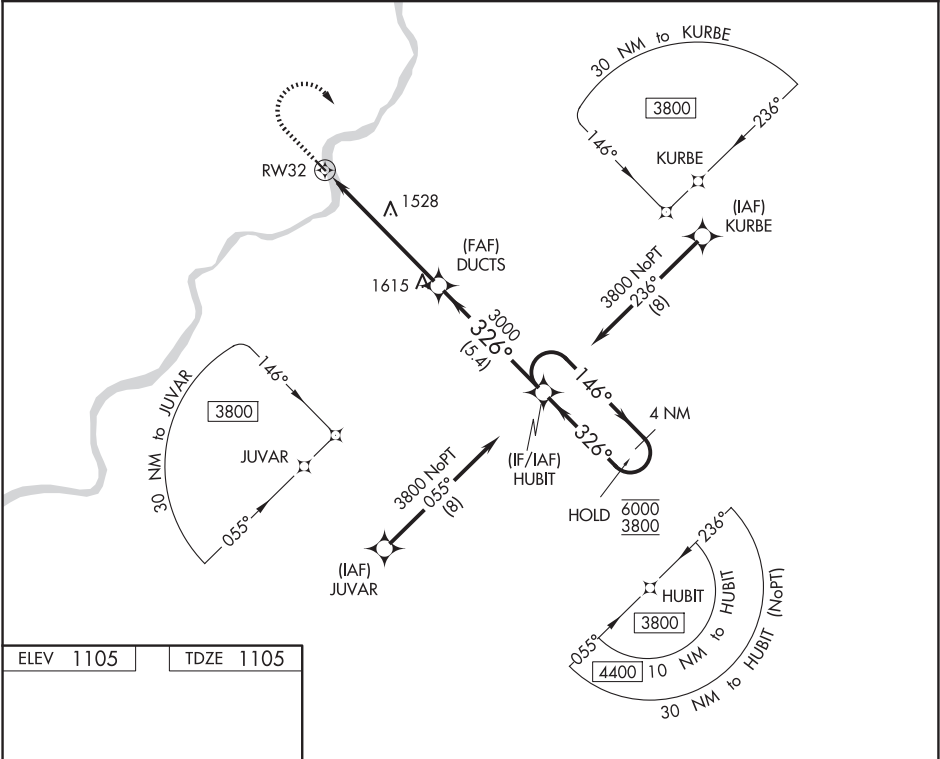 30 NM to KURBE
3800
146°
236°
KURBE
(IAF)
KURBE
3800 NoPT
236°
(8)
RW32
1528
(FAF)
DUCTS
1615
3000
326°
(5.4)
146°
4 NM
326°
(IF/IAF)
HUBIT
HOLD
6000
3800
30 NM to JUVAR
146°
3800
JUVAR
055°
3800 NoPT
055°
(8)
(IAF)
JUVAR
236°
HUBIT
3800
055°
4400
10 NM to HUBIT
30 NM to HUBIT (NoPT)
ELEV 1105
TDZE 1105